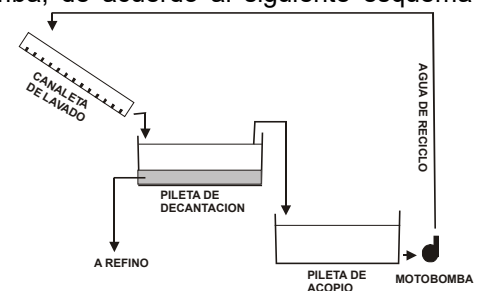 mba, de acuerdo al siguiente esquema
CANALETA
DE LAVADO
AGUA DE RECICLO
PILETA DE
DECANTACION
A REFINO
PILETA DE
ACOPIO
MOTOBOMBA